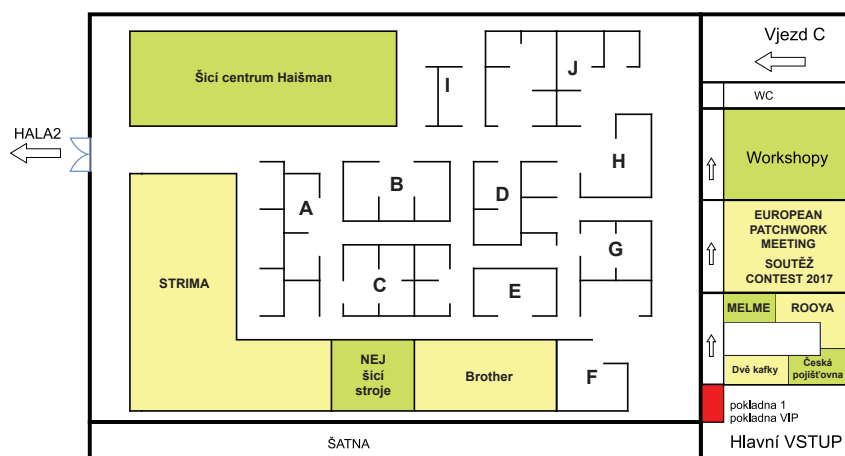 Vjezd C
Šicí centrum Haišman
J
I
WC
HALA2
Workshopy
H
B
D
A
EUROPEAN
PATCHWORK
MEETING
SOUTĚŽ
CONTEST 2017
G
STRIMA
C
E
MELME
ROOYA
NEJ
šicí
stroje
Brother
F
Dvě kafky
Česká
pojišťovna
pokladna 1
pokladna VIP
ŠATNA
Hlavní VSTUP